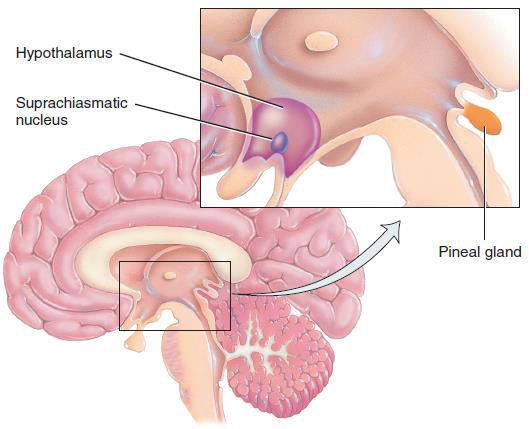 Hypothalamus
Suprachiasmatic
nucleus
Pineal gland